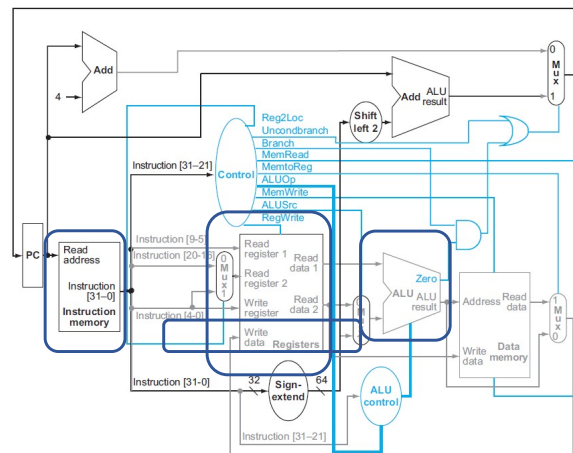 0
M
u
x
1
Add
ALU
Add result
4
Shift
left 2
Reg2Loc
Uncondbranch
Branch
MemRead
MemtoReg
ALUOp
MemWrite
ALUSrc
RegWrite
Instruction [31–21]
Control
PC
Read
address
Instruction
[31–0]
Instruction
memory
Instruction [9-5]
Instruction [20-16]
Instruction [4-0]
0
M
u
x
1
Read
register 1
Read
register 2
Write
register
Write
data
Read
data 1
Read
data 2
Registers
0
M
Zero
ALU ALU
result
Address
Read
data
Write
data
Data
memory
1
M
u
x
0
Instruction [31-0]
32
Sign-
extend
64
ALU
control
Instruction [31–21]